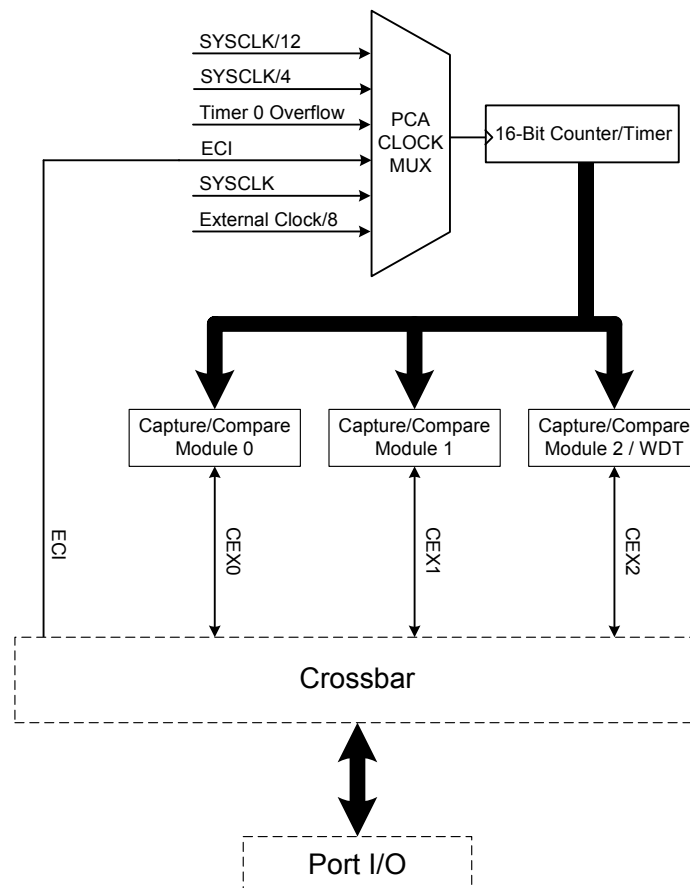 SYSCLK/12
SYSCLK/4
Timer 0 Overflow
ECI
SYSCLK
External Clock/8
PCA
CLOCK
MUX
16-Bit Counter/Timer
Capture/Compare
Module 0
Capture/Compare
Module 1
Capture/Compare
Module 2 / WDT
ECI
CEX0
CEX1
CEX2
Crossbar
Port I/O